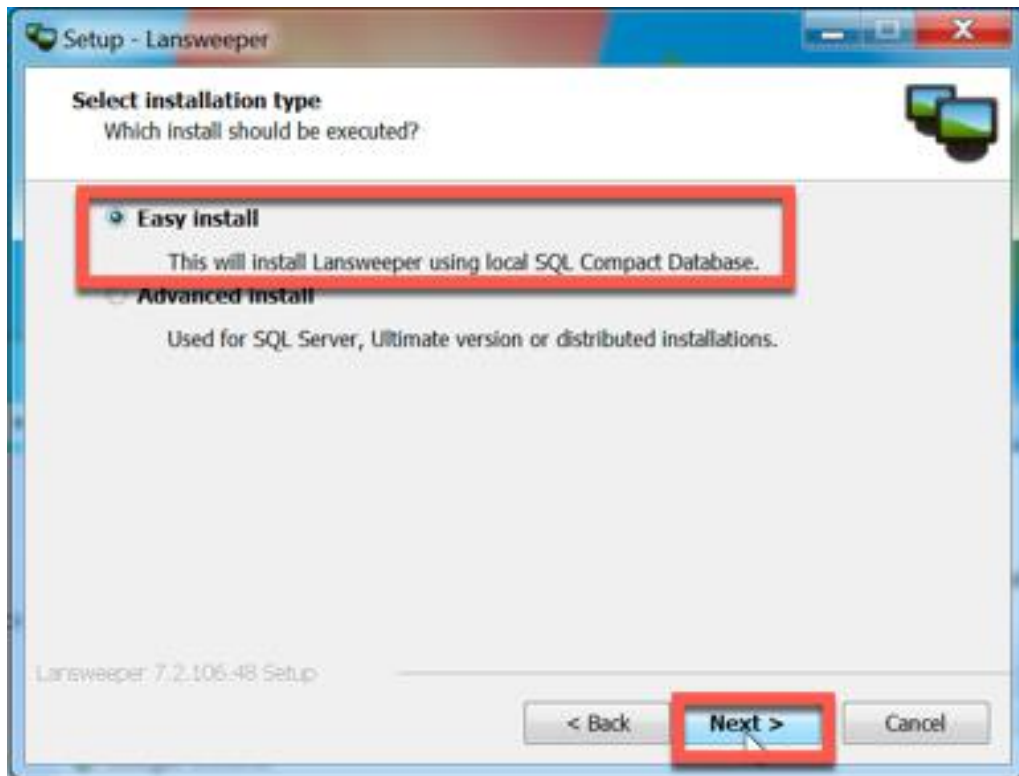 Setup - Lansweeper
Select installation type
Which install should be executed?
Easy install
This will install Lansweeper using local SQL Compact Database.
Advanced install
Used for SQL Server, Ultimate version or distributed installations.
Lansweeper 7.2.106.48 Setup
< Back Next > Cancel